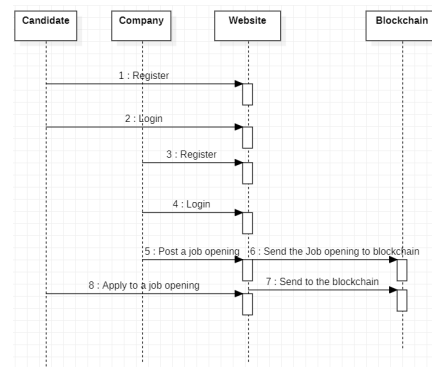 Candidate
Company
Website
Blockchain
1 : Register
2 : Login
3 : Register
4 : Login
5 : Post a job opening
6 : Send the Job opening to blockchain
7 : Send to the blockchain
8 : Apply to a job opening